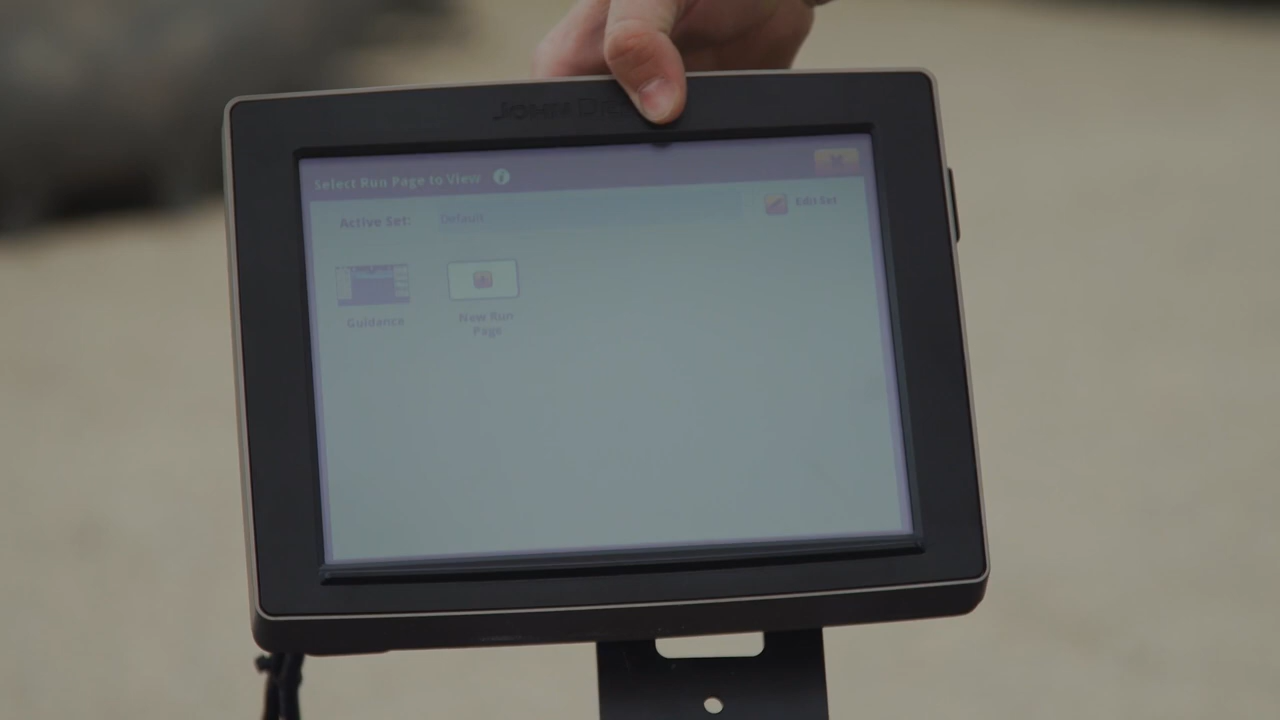 JOHN DEERE
Select Run Page to View i
Active Set: Default
Edit Set
Guidance
New Run
Page